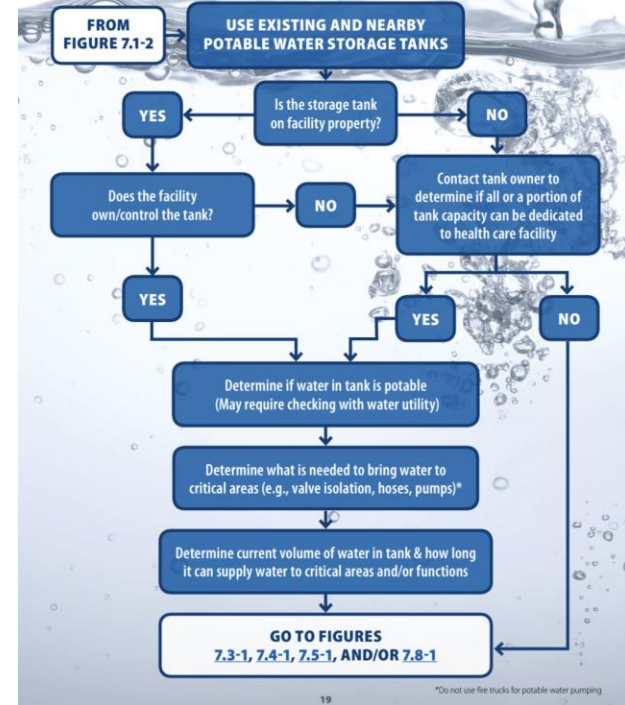 FROM
FIGURE 7.1-2
USE EXISTING AND NEARBY
POTABLE WATER STORAGE TANKS
Is the storage tank
on facility property?
YES
NO
Does the facility
own/control the tank?
NO
Contact tank owner to
determine if all or a portion of
tank capacity can be dedicated
to health care facility
YES
YES
NO
Determine if water in tank is potable
(May require checking with water utility)
Determine what is needed to bring water to
critical areas (e.g., valve isolation, hoses, pumps)*
Determine current volume of water in tank & how long
it can supply water to critical areas and/or functions
GO TO FIGURES
7.3-1, 7.4-1, 7.5-1, AND/OR 7.8-1
*Do not use fire trucks for potable water pumping
19